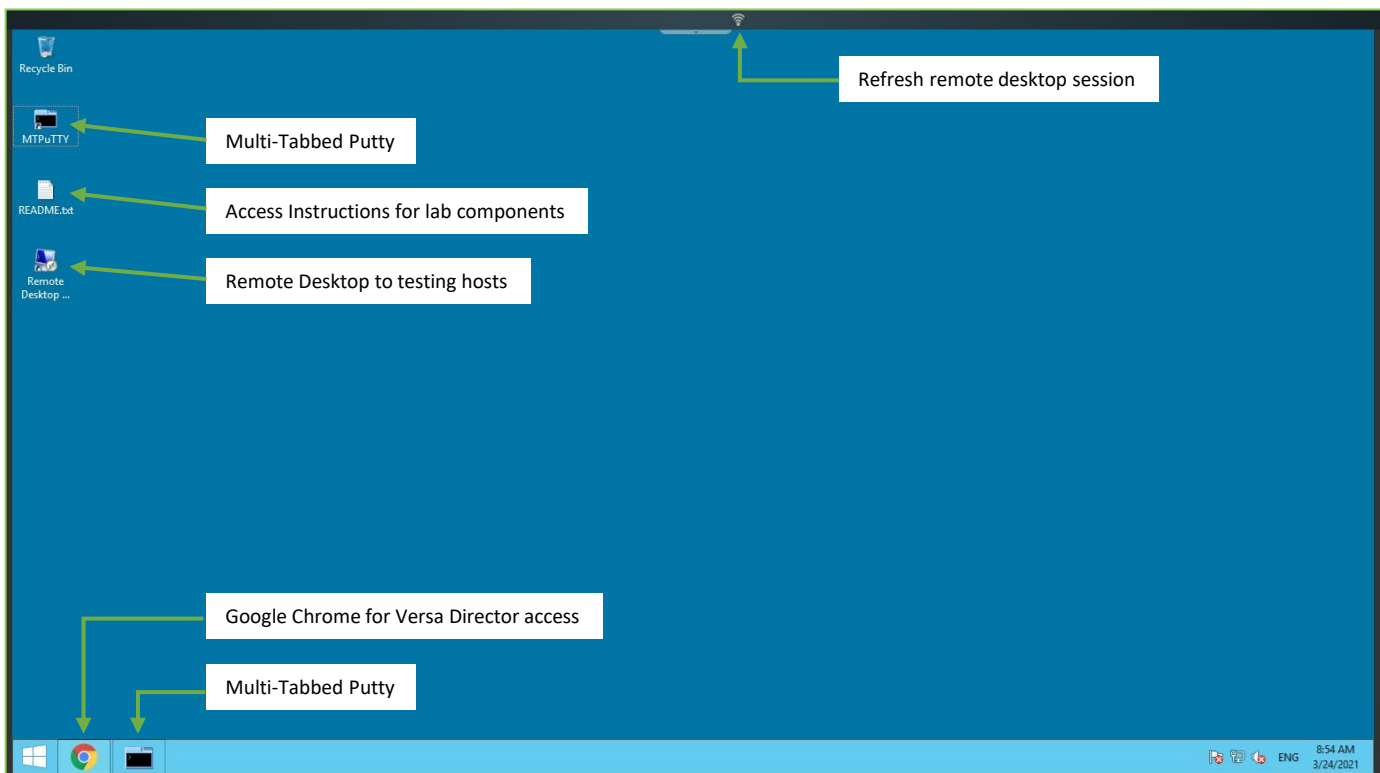 Recycle Bin
Refresh remote desktop session
MTPuTTY
Multi-Tabbed Putty
README.txt
Access Instructions for lab components
Remote
Desktop ...
Remote Desktop to testing hosts
Google Chrome for Versa Director access
Multi-Tabbed Putty
ENG
8:54 AM
3/24/2021